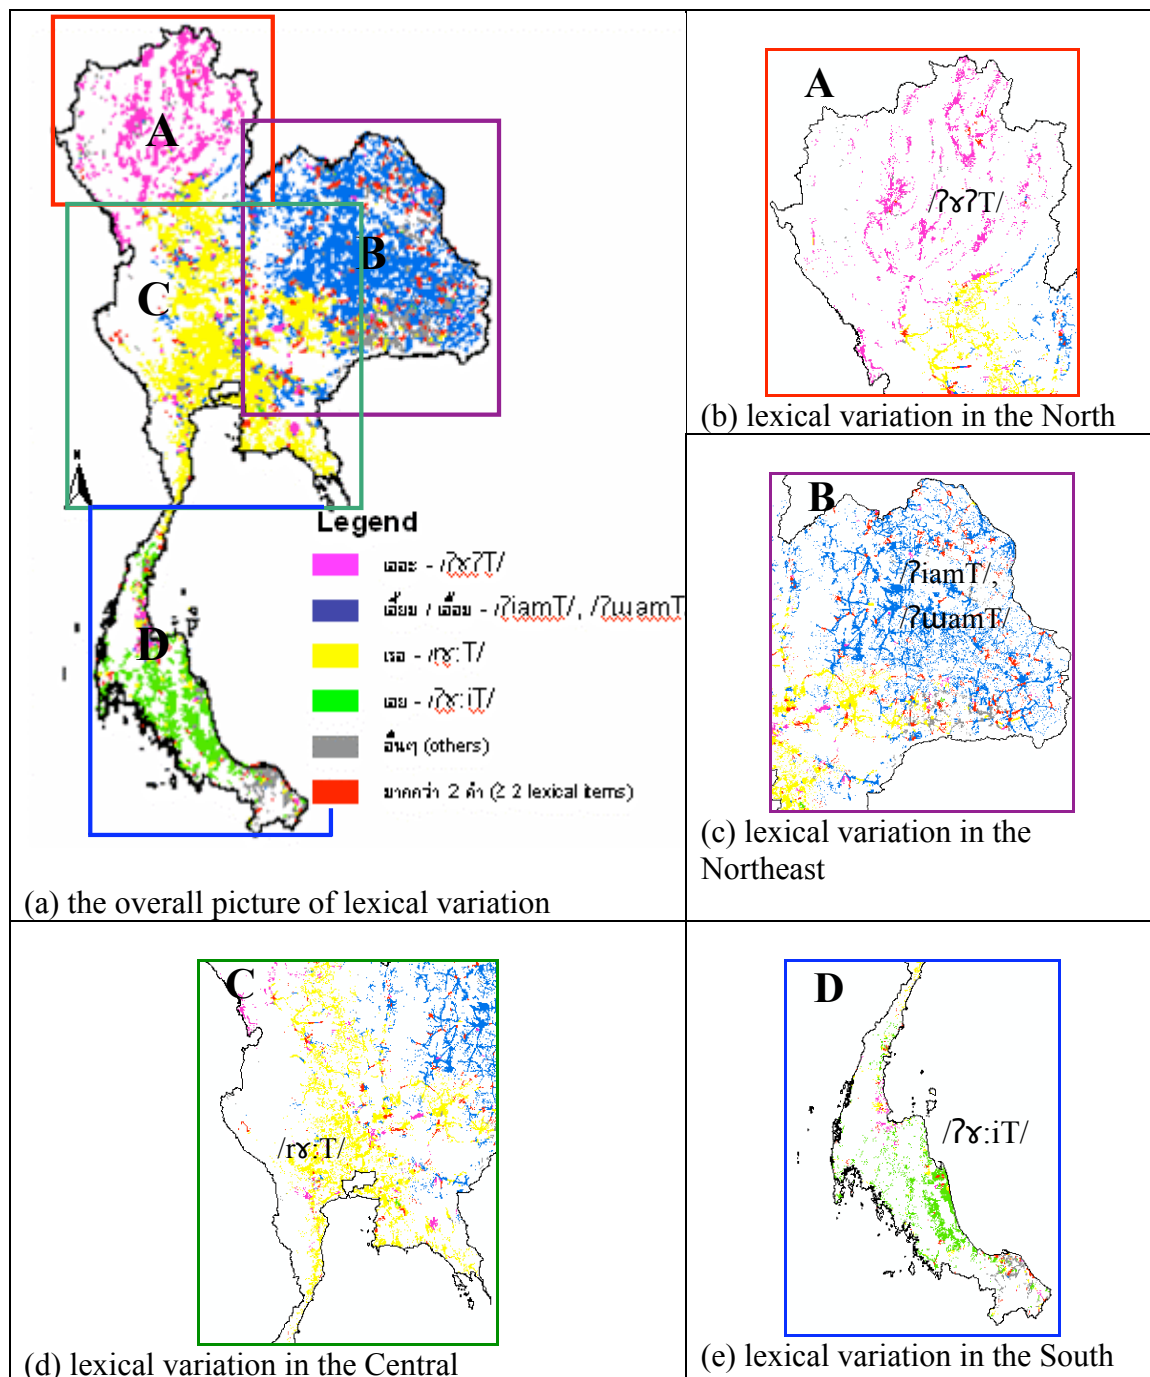 A
B
C
N
D
Legend
เออะ - /ʔɤʔT/
เอี้ยม / เอื้อม - /ʔiamT/, /ʔɯamT
เรอ - /rɤ:T/
เอย - /ʔɤ:iT/
อื่นๆ (others)
มากกว่า 2 คำ (≥ 2 lexical items)
(a) the overall picture of lexical variation
A
/ʔɤʔT/
(b) lexical variation in the North
B
/ʔiamT/,
/ʔɯamT/
(c) lexical variation in the
Northeast
C
/rɤ:T/
(d) lexical variation in the Central
D
/ʔɤ:iT/
(e) lexical variation in the South